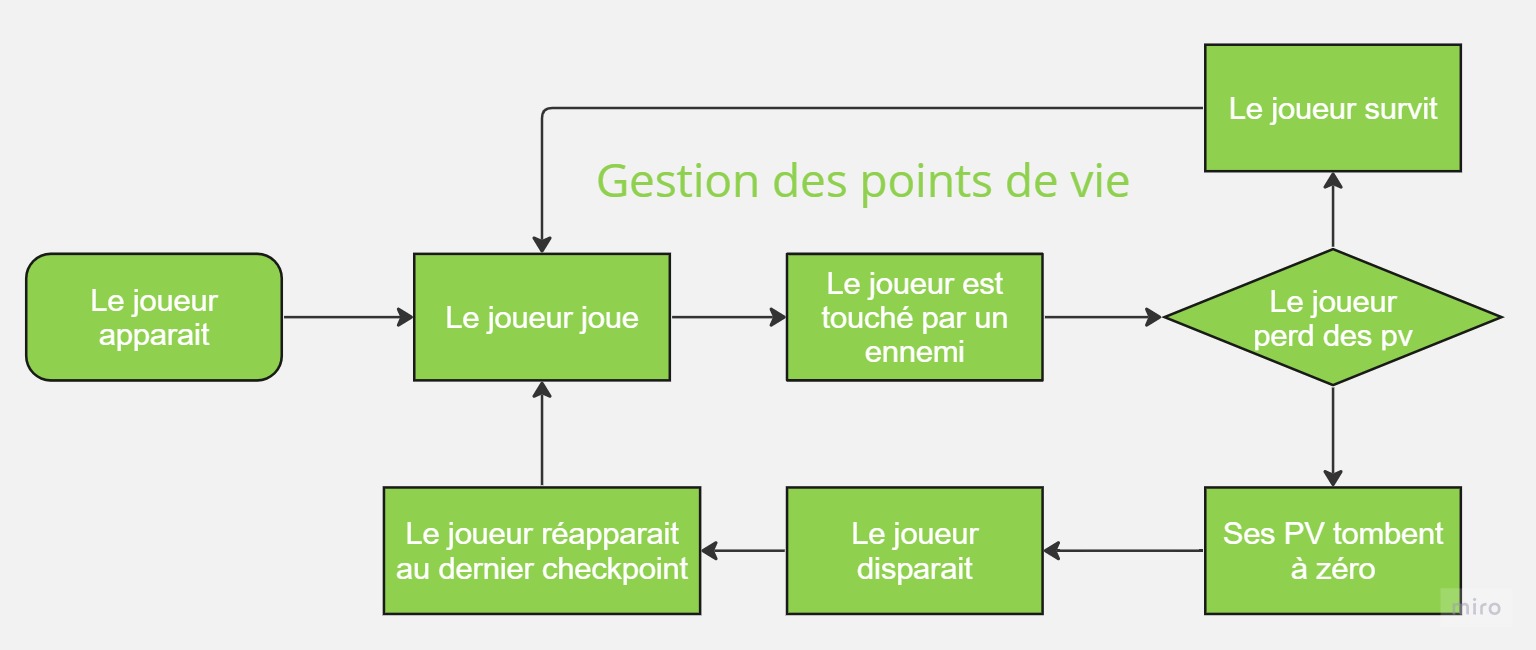 Le joueur survit
Gestion des points de vie
Le joueur
apparait
Le joueur joue
Le joueur est
touché par un
ennemi
Le joueur
perd des pv
Le joueur réapparait
au dernier checkpoint
Le joueur
disparait
Ses PV tombent
à zéro
miro